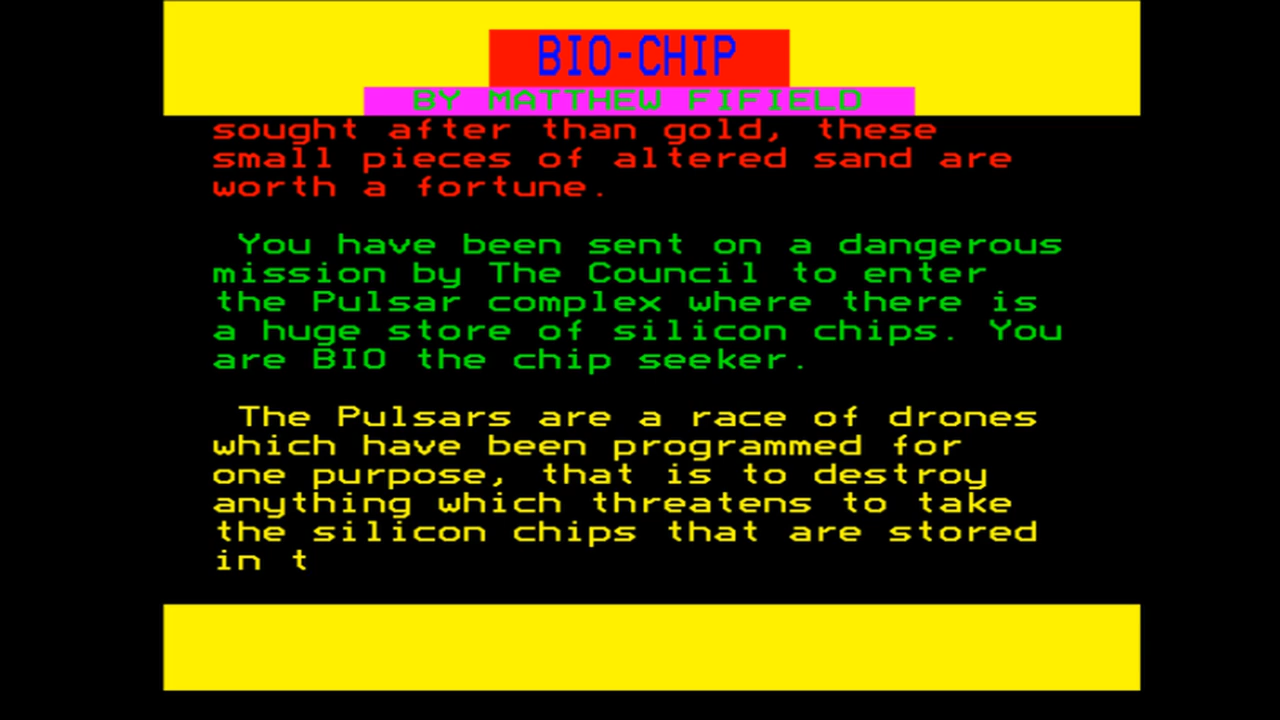 BIO-CHIP
BY MATTHEW FIFIELD
sought after than gold, these
small pieces of altered sand are
worth a fortune.
You have been sent on a dangerous
mission by The Council to enter
the Pulsar complex where there is
a huge store of silicon chips. You
are BIO the chip seeker.
The Pulsars are a race of drones
which have been programmed for
one purpose, that is to destroy
anything which threatens to take
the silicon chips that are stored
in t